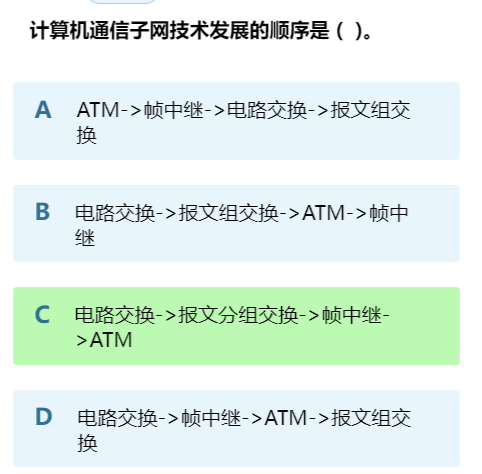 计算机通信子网技术发展的顺序是 ( )。
A ATM->帧中继->电路交换->报文组交
换
B 电路交换->报文组交换->ATM->帧中
继
C 电路交换->报文分组交换->帧中继-
>ATM
D 电路交换->帧中继->ATM->报文组交
换